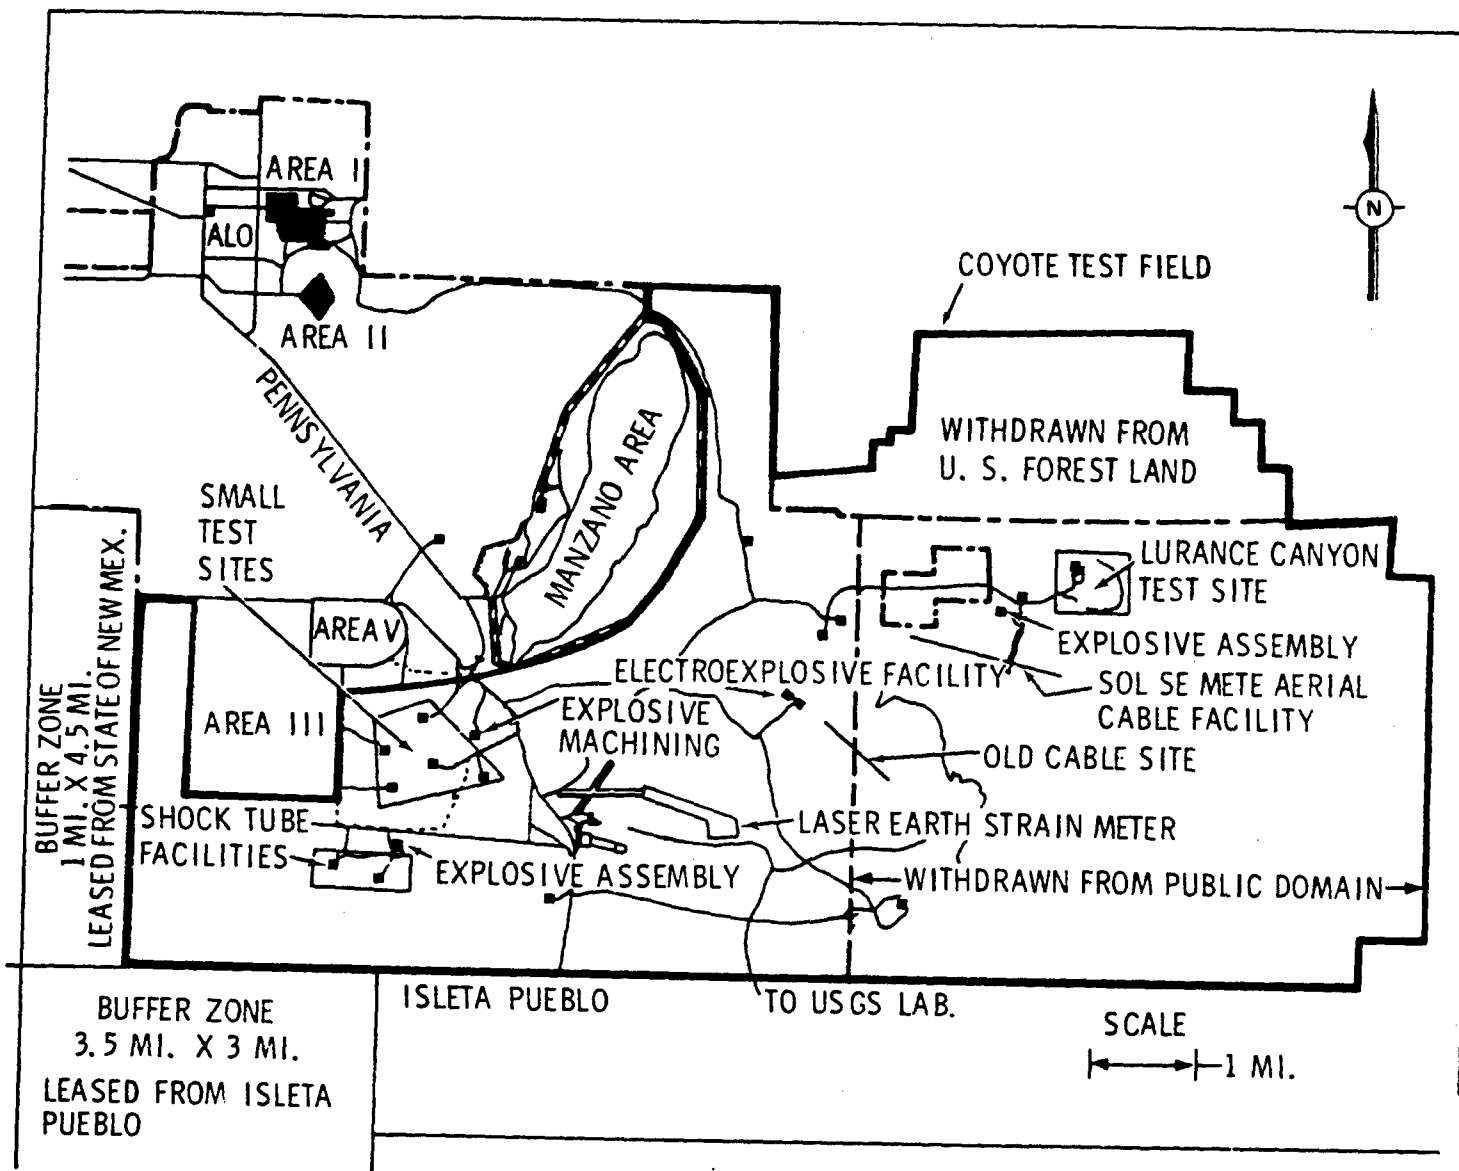 AREA I
N
ALO
COYOTE TEST FIELD
AREA II
PENNSYLVANIA
MANZANO AREA
WITHDRAWN FROM
U. S. FOREST LAND
SMALL
TEST
SITES
LURANCE CANYON
TEST SITE
AREA V
EXPLOSIVE ASSEMBLY
ELECTROEXPLOSIVE FACILITY
SOL SE METE AERIAL
CABLE FACILITY
AREA III
EXPLOSIVE
MACHINING
OLD CABLE SITE
BUFFER ZONE
1 MI. X 4.5 MI.
LEASED FROM STATE OF NEW MEX.
SHOCK TUBE
FACILITIES
LASER EARTH STRAIN METER
EXPLOSIVE ASSEMBLY
WITHDRAWN FROM PUBLIC DOMAIN
BUFFER ZONE
3.5 MI. X 3 MI.
LEASED FROM ISLETA
PUEBLO
ISLETA PUEBLO
TO USGS LAB.
SCALE
1 MI.